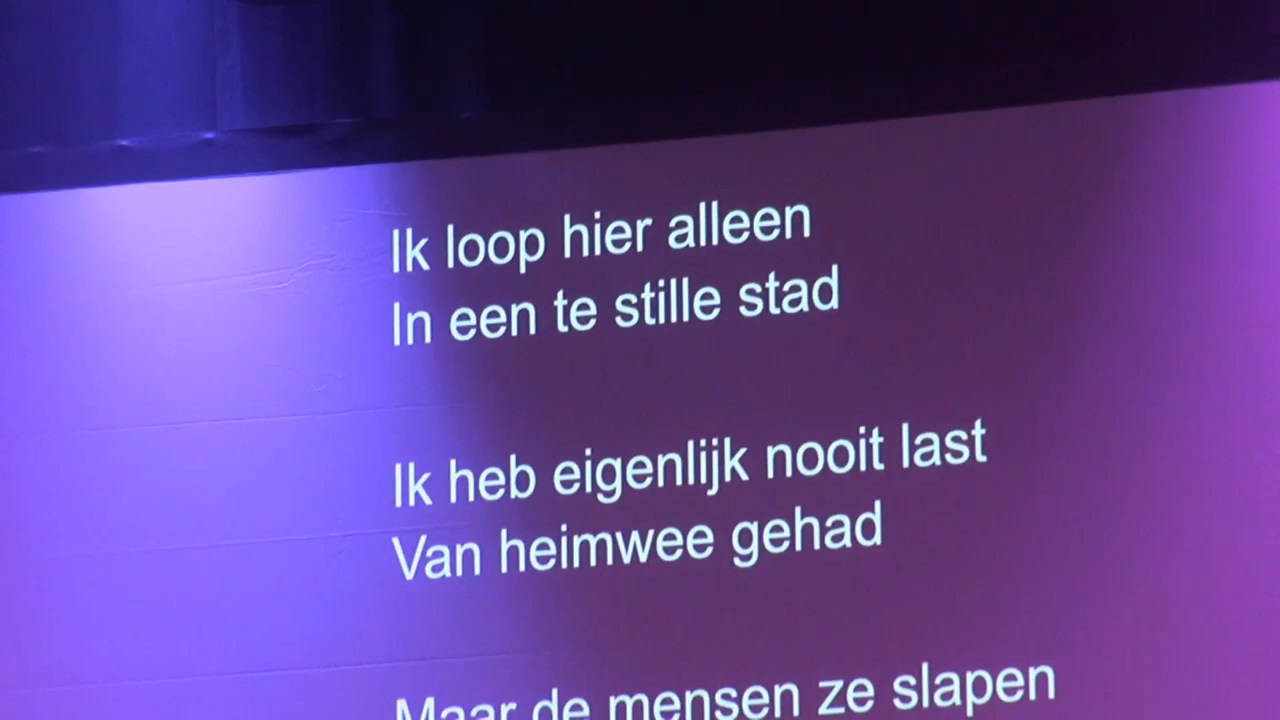 Ik loop hier alleen
In een te stille stad
Ik heb eigenlijk nooit last
Van heimwee gehad
Maar de mensen ze slapen